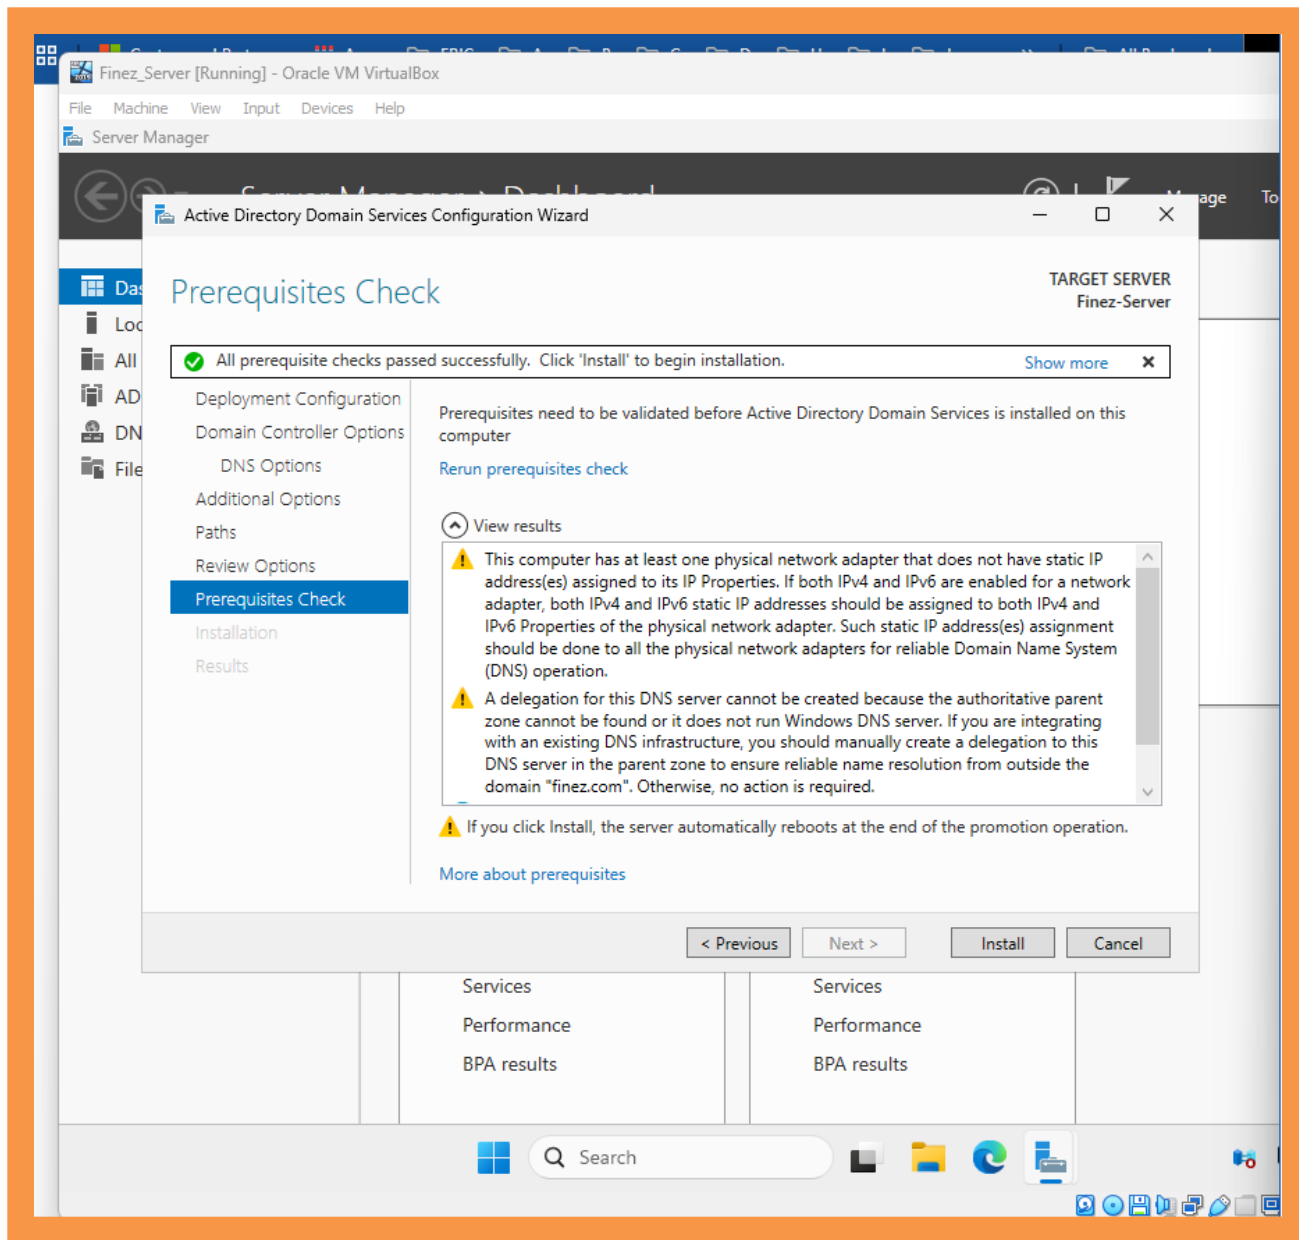 Finez_Server [Running] - Oracle VM VirtualBox
File Machine View Input Devices Help
Server Manager
Server Manager Dashboard
age To
Active Directory Domain Services Configuration Wizard
Prerequisites Check
TARGET SERVER
Finez-Server
All prerequisite checks passed successfully. Click 'Install' to begin installation.
Show more
Das
Loc
All
AD
DN
File
Deployment Configuration
Domain Controller Options
DNS Options
Additional Options
Paths
Review Options
Prerequisites Check
Installation
Results
Prerequisites need to be validated before Active Directory Domain Services is installed on this
computer
Rerun prerequisites check
View results
This computer has at least one physical network adapter that does not have static IP
address(es) assigned to its IP Properties. If both IPv4 and IPv6 are enabled for a network
adapter, both IPv4 and IPv6 static IP addresses should be assigned to both IPv4 and
IPv6 Properties of the physical network adapter. Such static IP address(es) assignment
should be done to all the physical network adapters for reliable Domain Name System
(DNS) operation.
A delegation for this DNS server cannot be created because the authoritative parent
zone cannot be found or it does not run Windows DNS server. If you are integrating
with an existing DNS infrastructure, you should manually create a delegation to this
DNS server in the parent zone to ensure reliable name resolution from outside the
domain "finez.com". Otherwise, no action is required.
If you click Install, the server automatically reboots at the end of the promotion operation.
More about prerequisites
< Previous
Next >
Install
Cancel
Services
Performance
BPA results
Services
Performance
BPA results
Search